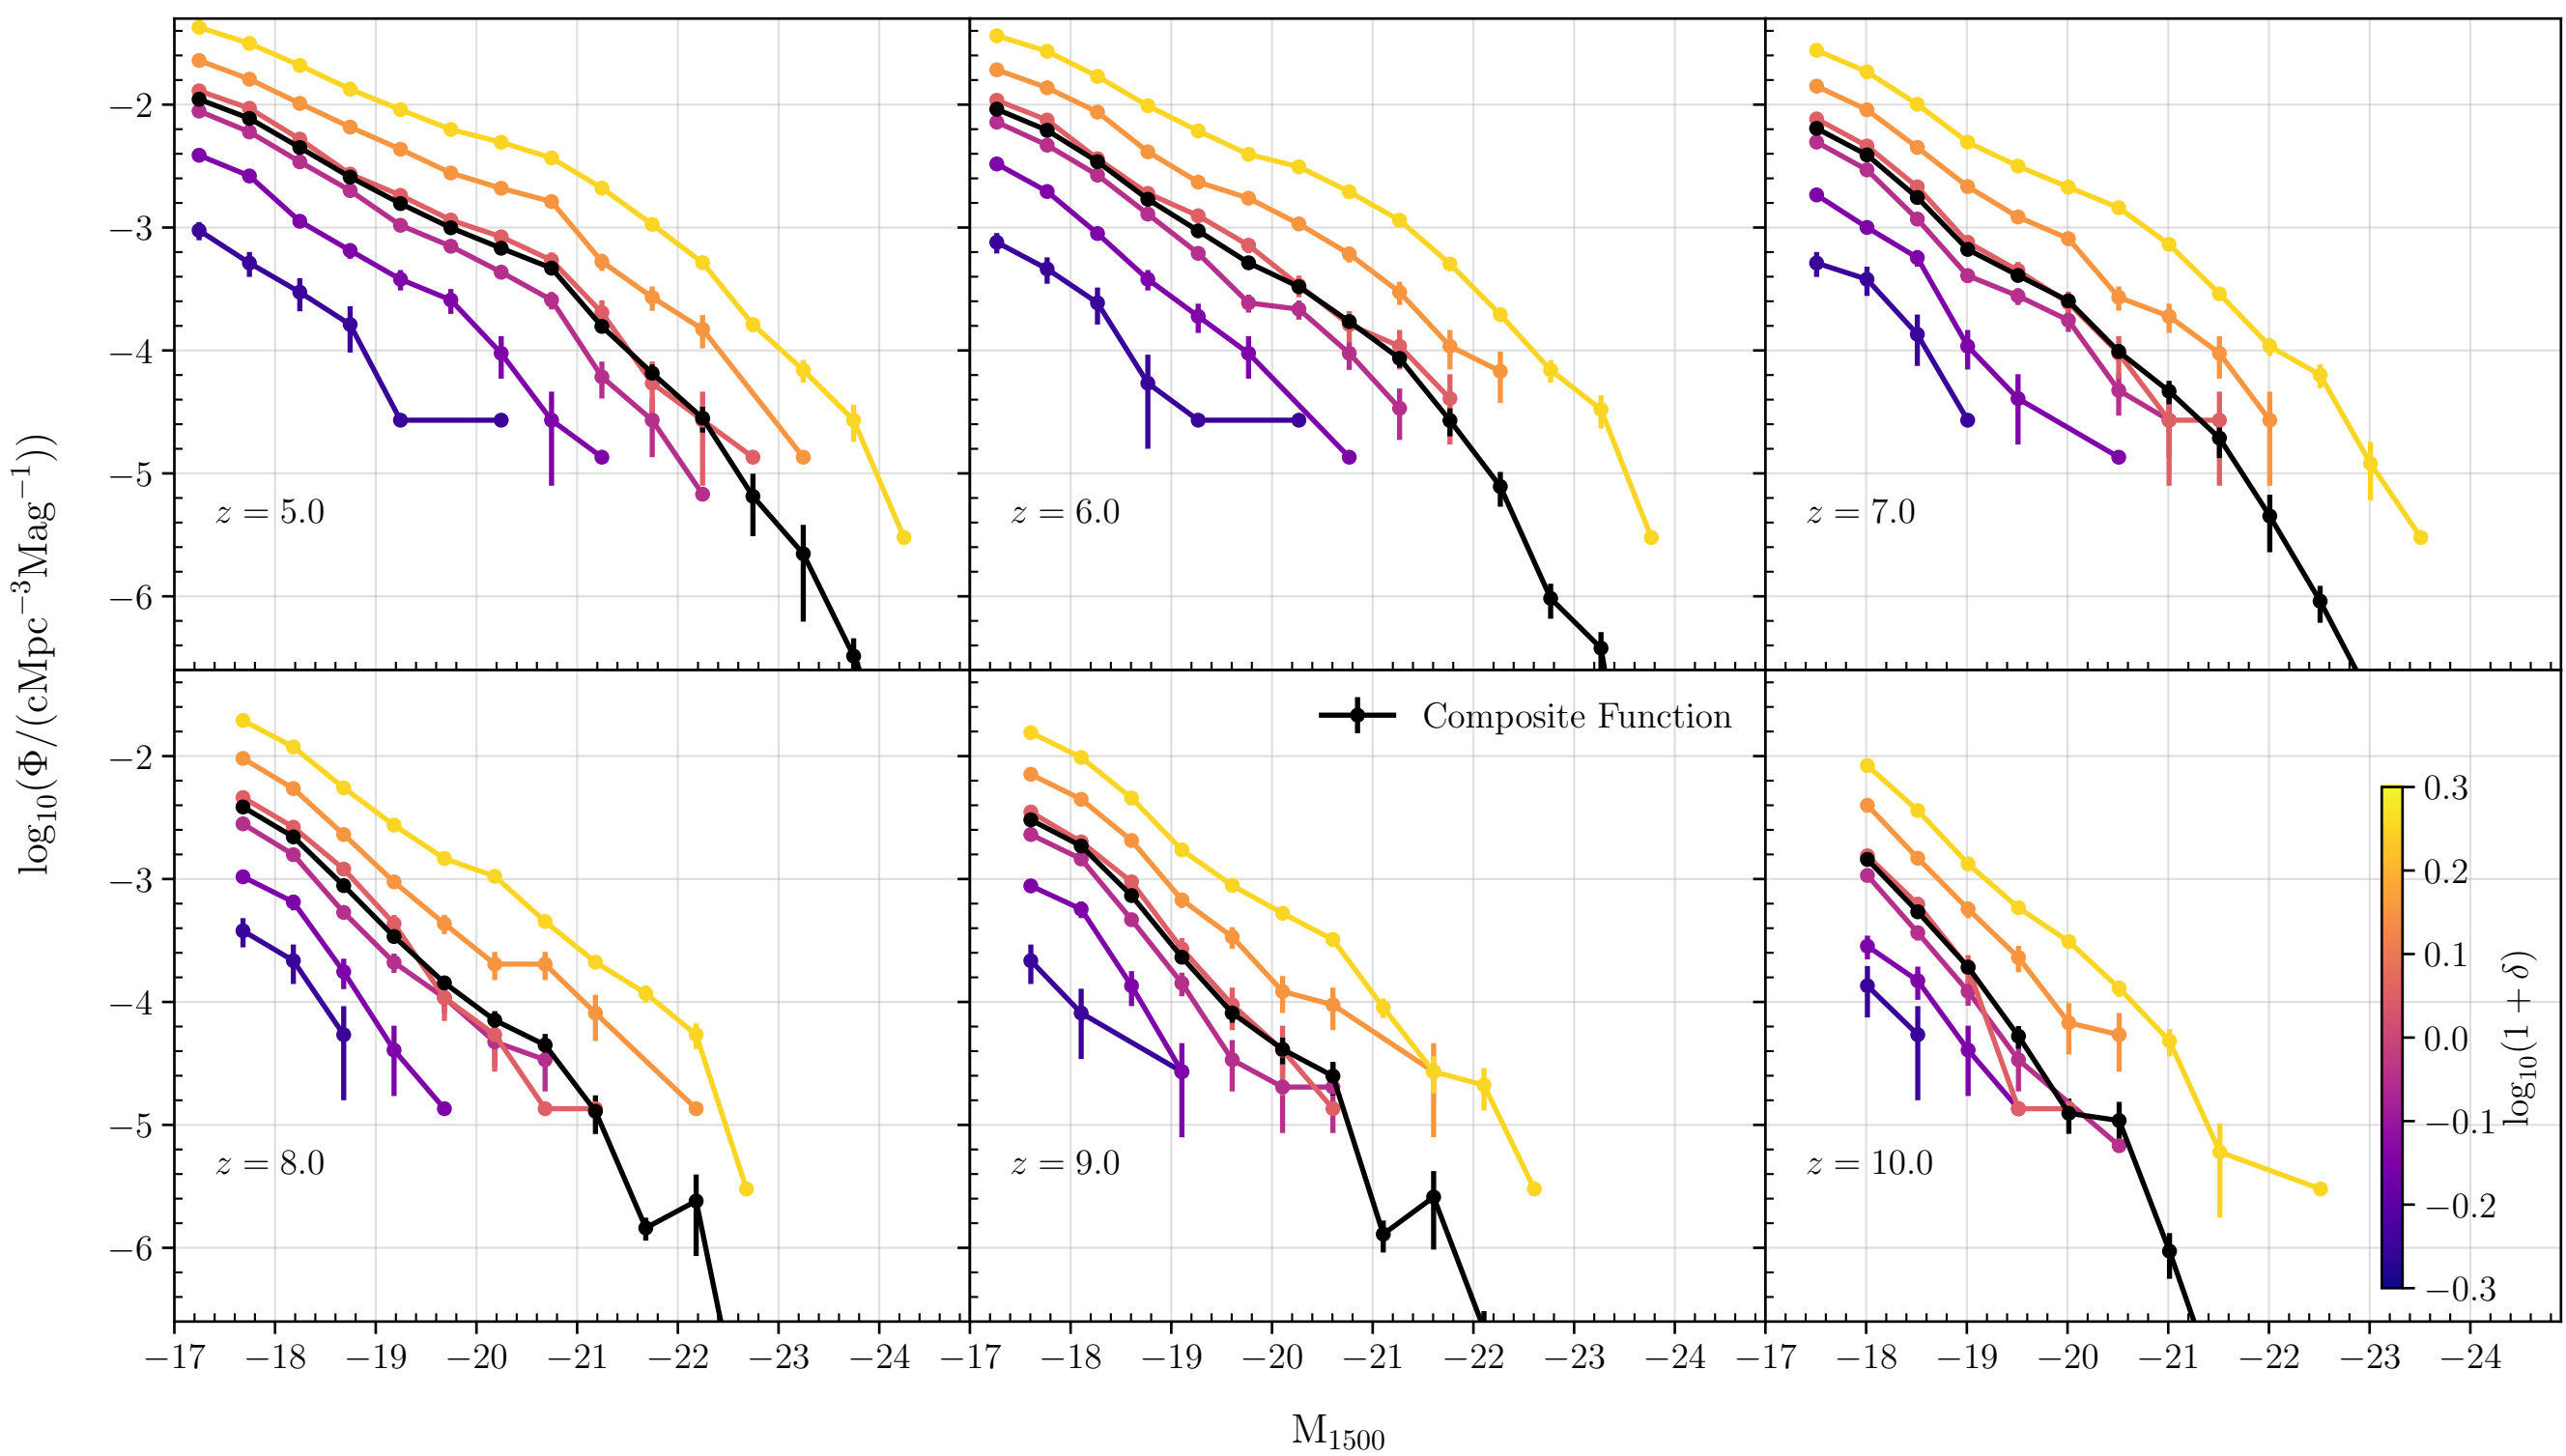 log₁₀(Φ/(cMpc⁻³Mag⁻¹))
−2
−3
−4
−5
−6
z = 5.0
z = 6.0
z = 7.0
−2
−3
−4
−5
−6
z = 8.0
Composite Function
z = 9.0
z = 10.0
0.3
0.2
0.1
0.0
−0.1
−0.2
−0.3
log₁₀(1 + δ)
−17 −18 −19 −20 −21 −22 −23 −24 −17 −18 −19 −20 −21 −22 −23 −24 −17 −18 −19 −20 −21 −22 −23 −24
M₁₅₀₀